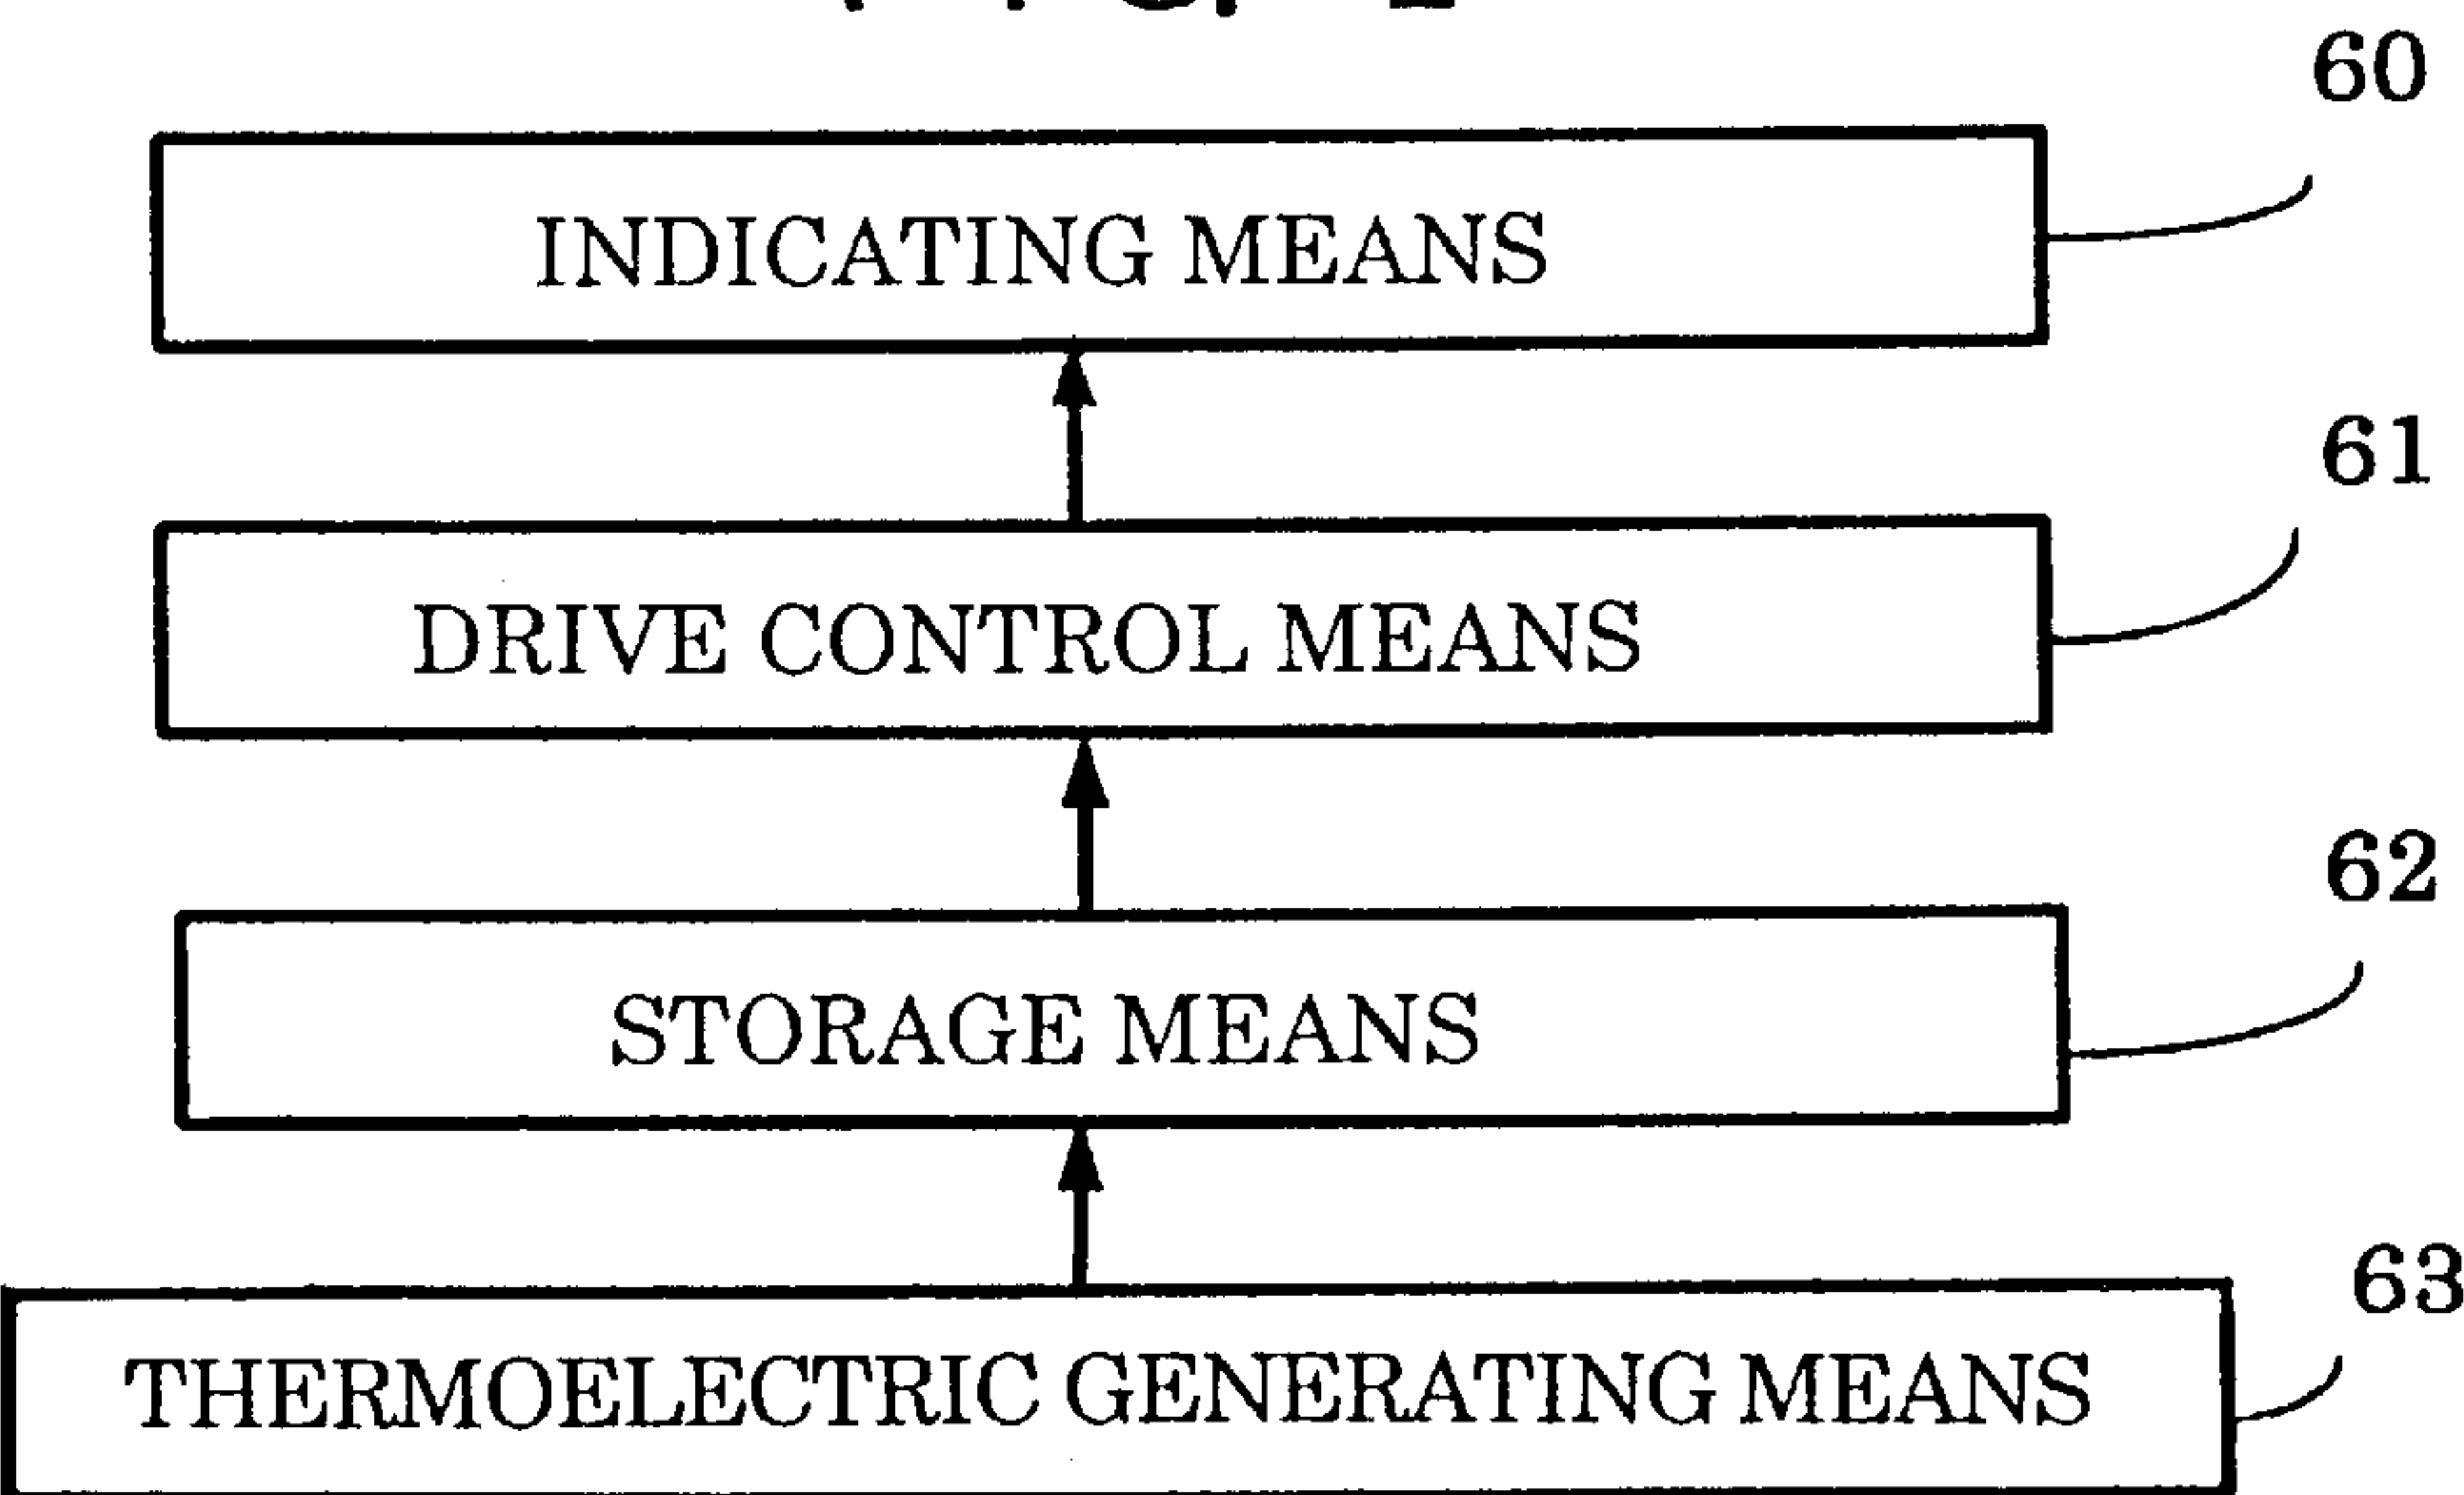 60
INDICATING MEANS
61
DRIVE CONTROL MEANS
62
STORAGE MEANS
63
THERMOELECTRIC GENERATING MEANS